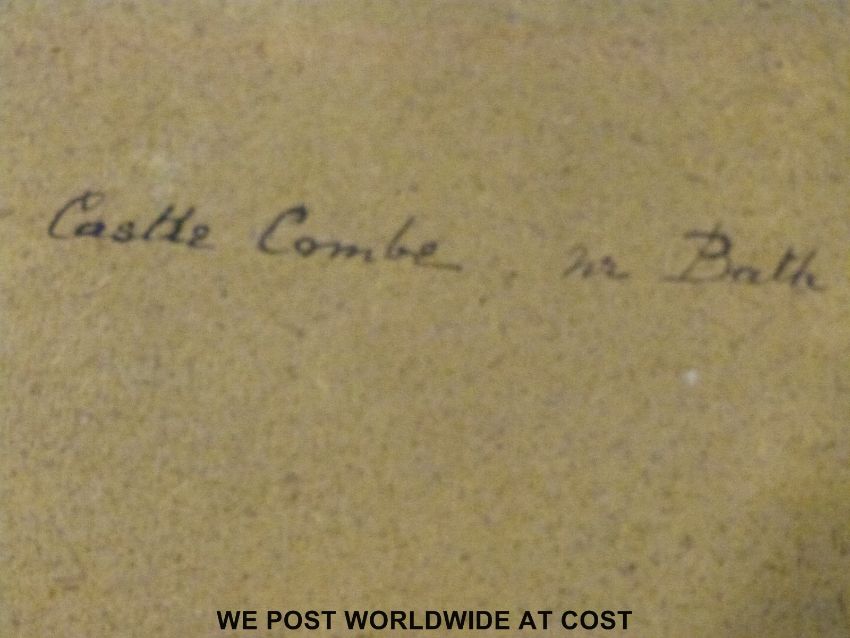 Castle Combe . nr Bath
WE POST WORLDWIDE AT COST